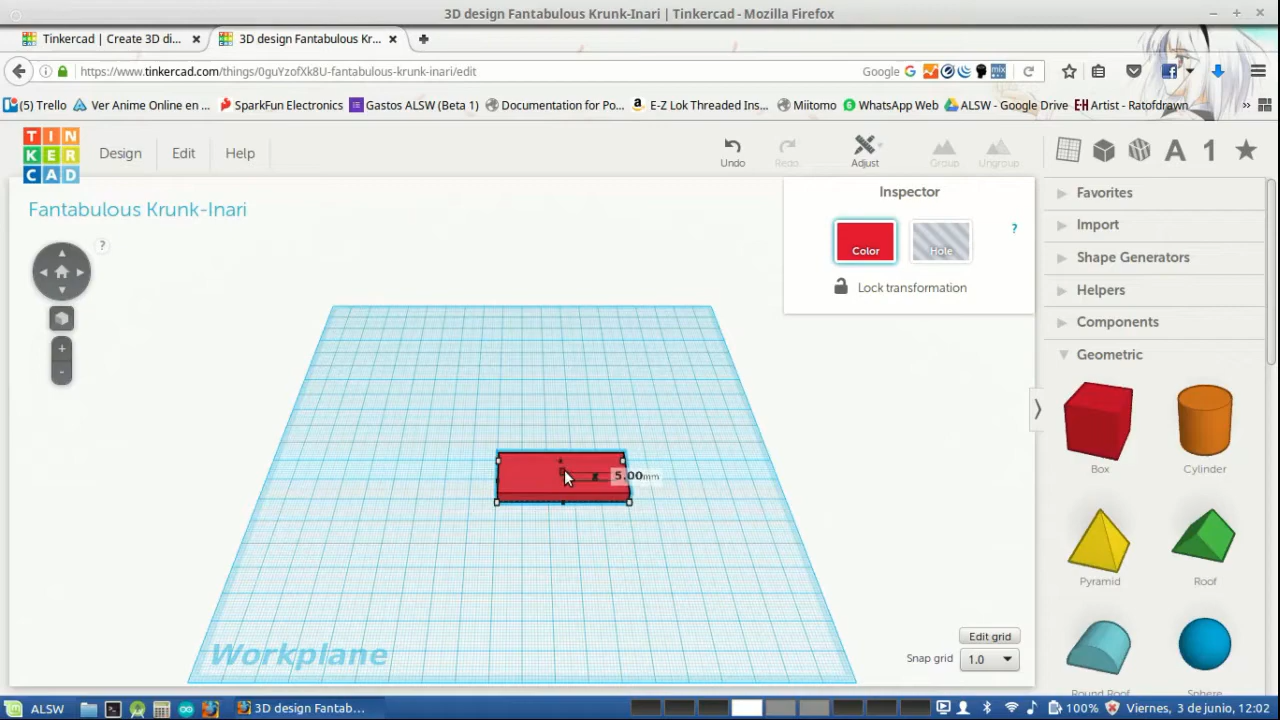 3D design Fantabulous Krunk-Inari | Tinkercad - Mozilla Firefox
Tinkercad | Create 3D di...
3D design Fantabulous Kr...
https://www.tinkercad.com/things/0guYzofXk8U-fantabulous-krunk-inari/edit
Google
(5) Trello
Ver Anime Online en ...
SparkFun Electronics
Gastos ALSW (Beta 1)
Documentation for Po...
E-Z Lok Threaded Ins...
Miitomo
WhatsApp Web
ALSW - Google Drive
Artist - Ratofdrawn
TIN
KER
CAD
Design
Edit
Help
Undo
Redo
Adjust
Group
Ungroup
Fantabulous Krunk-Inari
Inspector
Color
Hole
Lock transformation
Favorites
Import
Shape Generators
Helpers
Components
Geometric
Box
Cylinder
Pyramid
Roof
Round Roof
Sphere
5.00mm
Workplane
Edit grid
Snap grid 1.0
ALSW
3D design Fantab...
100%
Viernes, 3 de junio, 12:02